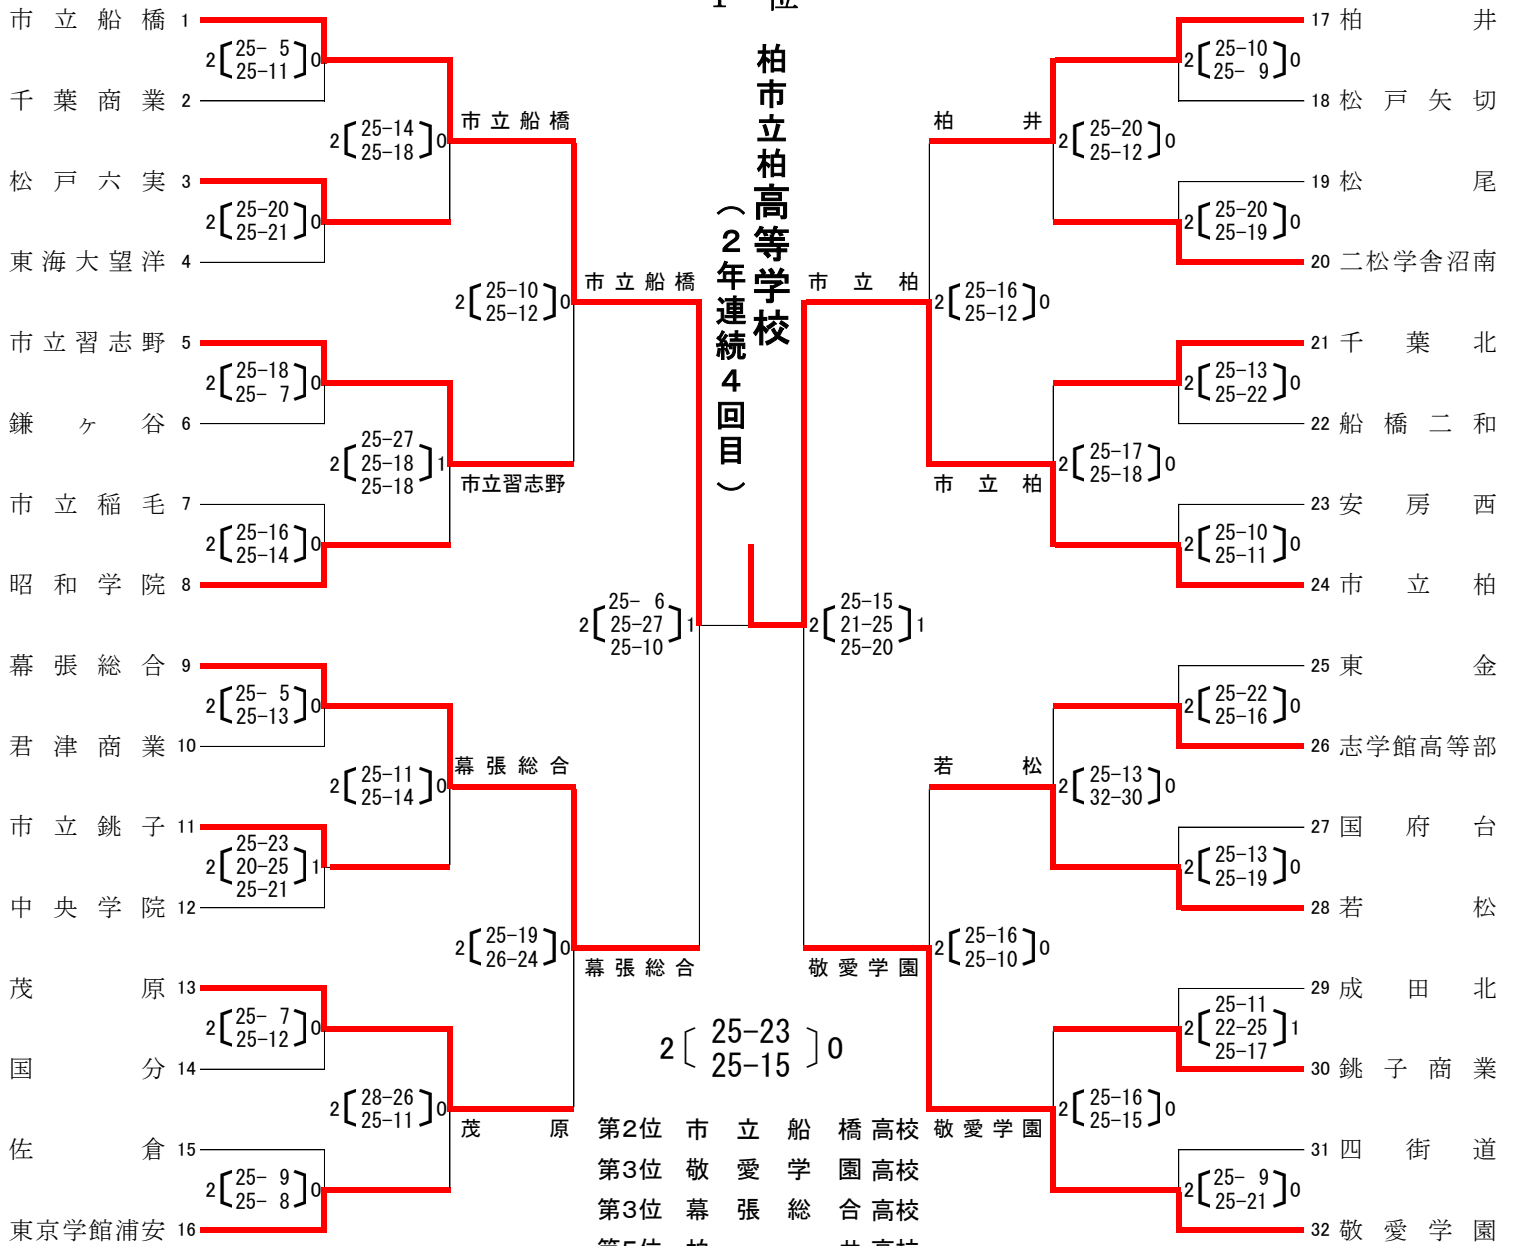 1 位
柏市立柏高等学校
（２年連続４回目）
市立船橋 1
2 25- 5 0
25-11
千葉商業 2
2 25-14 0
25-18
市立船橋
松戸六実 3
2 25-20 0
25-21
東海大望洋 4
2 25-10 0
25-12
市立船橋
市立習志野 5
2 25-18 0
25- 7
鎌ヶ谷 6
25-27
2 25-18 1
25-18
市立習志野
市立稲毛 7
2 25-16 0
25-14
昭和学院 8
25- 6
2 25-27 1
25-10
幕張総合 9
2 25- 5 0
25-13
君津商業 10
2 25-11 0
25-14
幕張総合
市立銚子 11
25-23
2 20-25 1
25-21
中央学院 12
2 25-19 0
26-24
幕張総合
茂原 13
2 25- 7 0
25-12
国分 14
2 28-26 0
25-11
茂原
佐倉 15
2 25- 9 0
25- 8
東京学館浦安 16
17 柏井
2 25-10 0
25- 9
18 松戸矢切
柏井
2 25-20 0
25-12
19 松尾
2 25-20 0
25-19
20 二松学舎沼南
市立柏
2 25-16 0
25-12
21 千葉北
2 25-13 0
25-22
22 船橋二和
2 25-17 0
25-18
市立柏
23 安房西
2 25-10 0
25-11
24 市立柏
25-15
2 21-25 1
25-20
25 東金
2 25-22 0
25-16
26 志学館高等部
若松
2 25-13 0
32-30
27 国府台
2 25-13 0
25-19
28 若松
2 25-16 0
25-10
敬愛学園
29 成田北
25-11
2 22-25 1
25-17
30 銚子商業
2 25-16 0
25-15
敬愛学園
31 四街道
2 25- 9 0
25-21
32 敬愛学園
2 25-23 0
25-15
第2位 市立船橋高校
第3位 敬愛学園高校
第3位 幕張総合高校
第5位 柏井高校